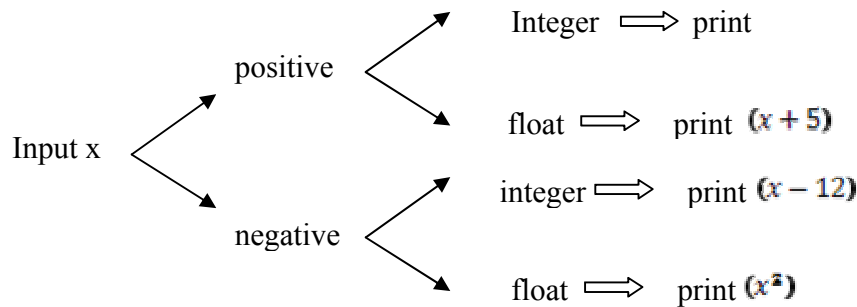 Integer ⇒ print
positive
float ⇒ print (x + 5)
Input x
integer ⇒ print (x − 12)
negative
float ⇒ print (x²)